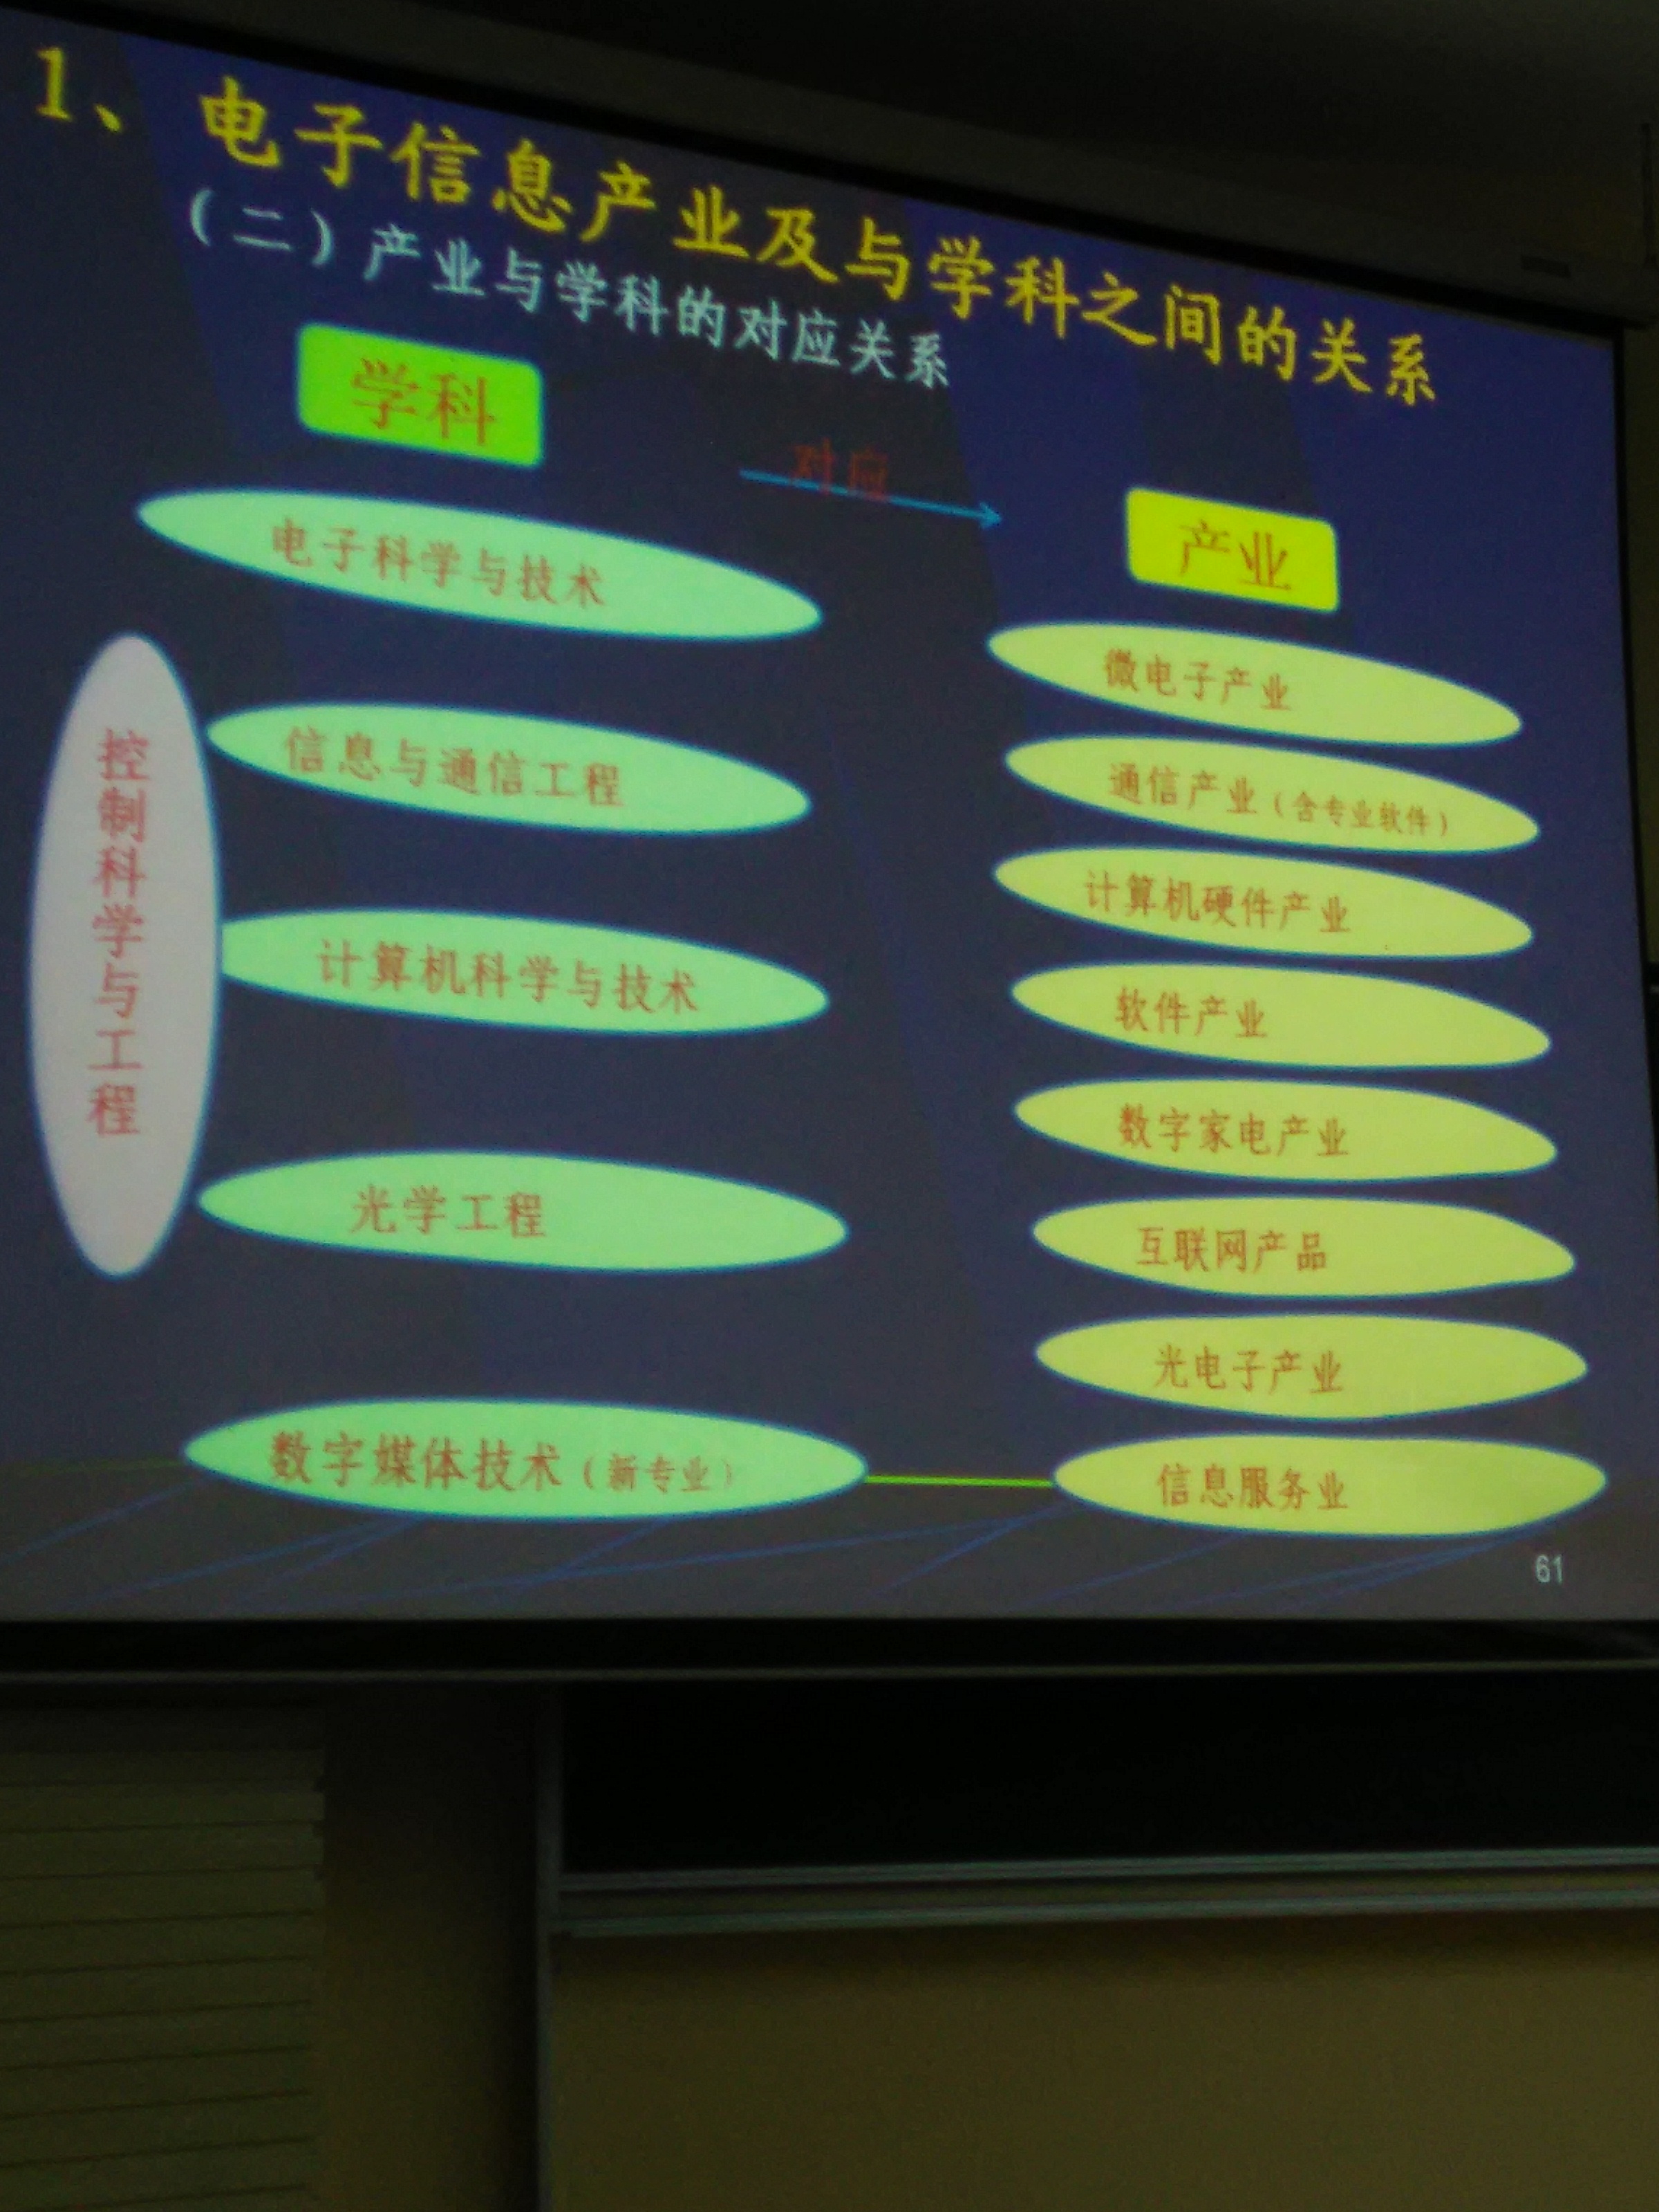 1、 电子信息产业及与学科之间的关系
（二）产业与学科的对应关系
学科
对应
产业
控制科学与工程
电子科学与技术
信息与通信工程
计算机科学与技术
光学工程
数字媒体技术（新专业）
微电子产业
通信产业（含专业软件）
计算机硬件产业
软件产业
数字家电产业
互联网产品
光电子产业
信息服务业
61